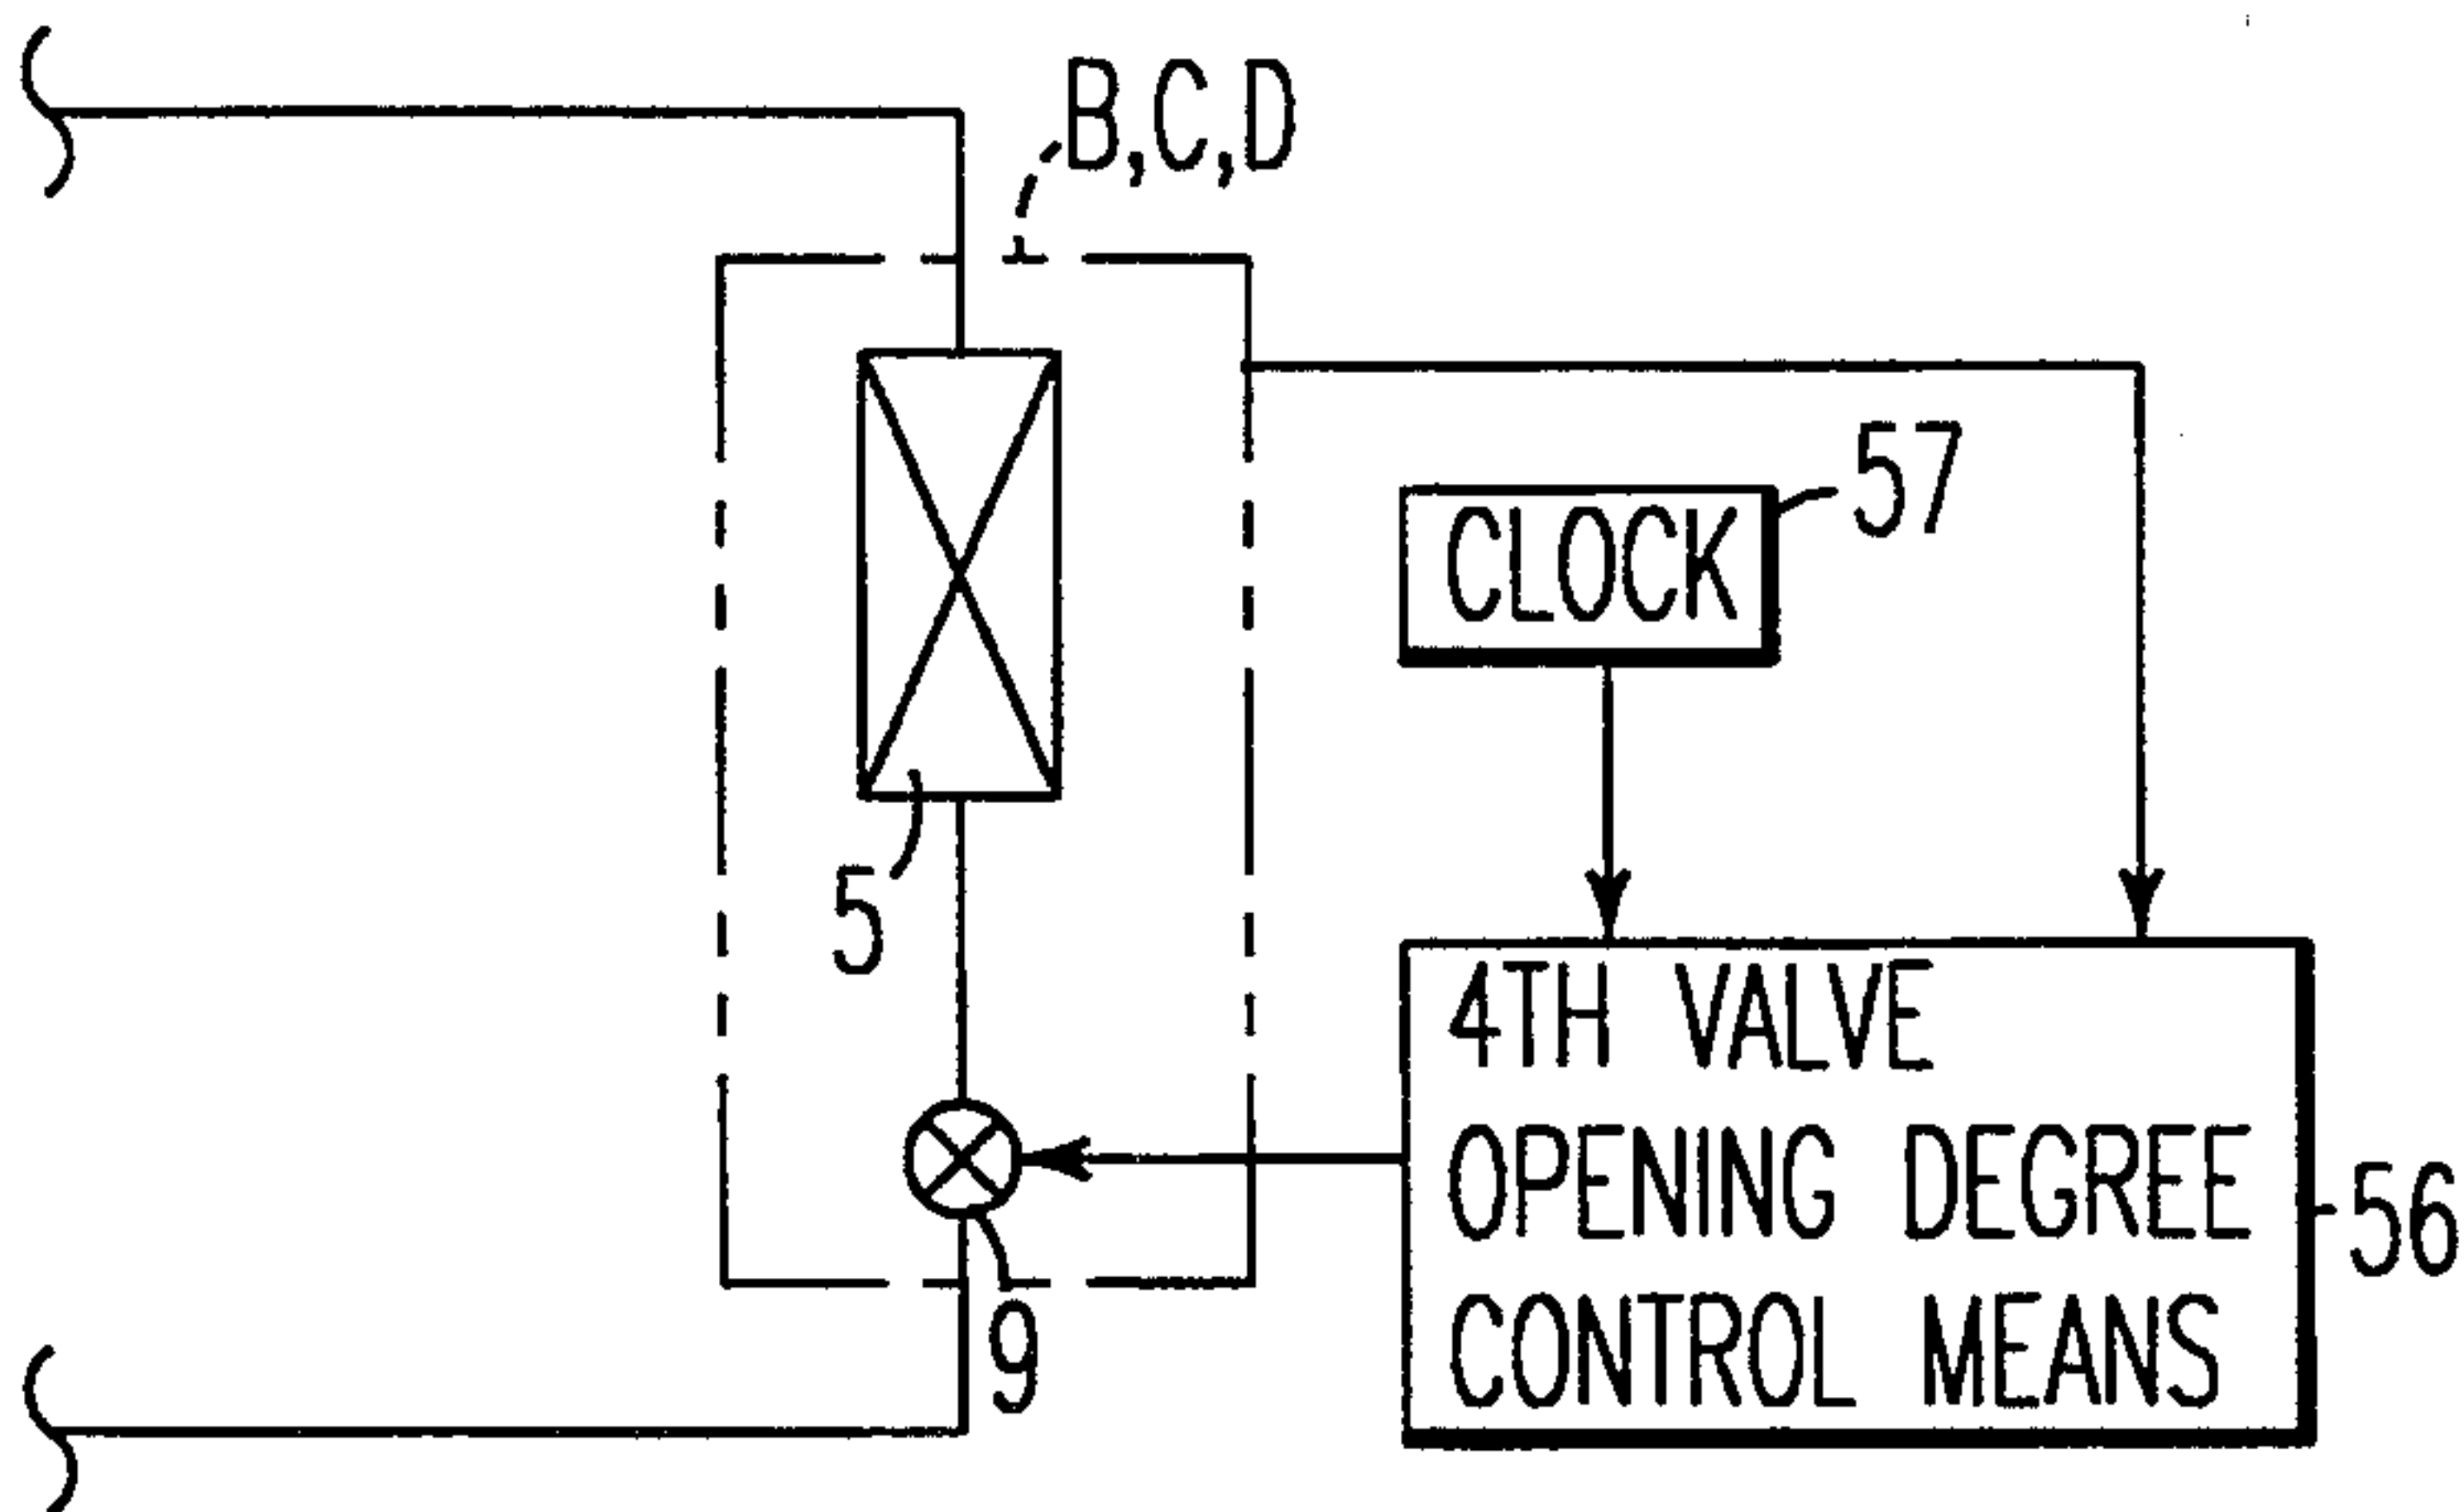 B,C,D
57
CLOCK
5
4TH VALVE
OPENING DEGREE
CONTROL MEANS
56
9